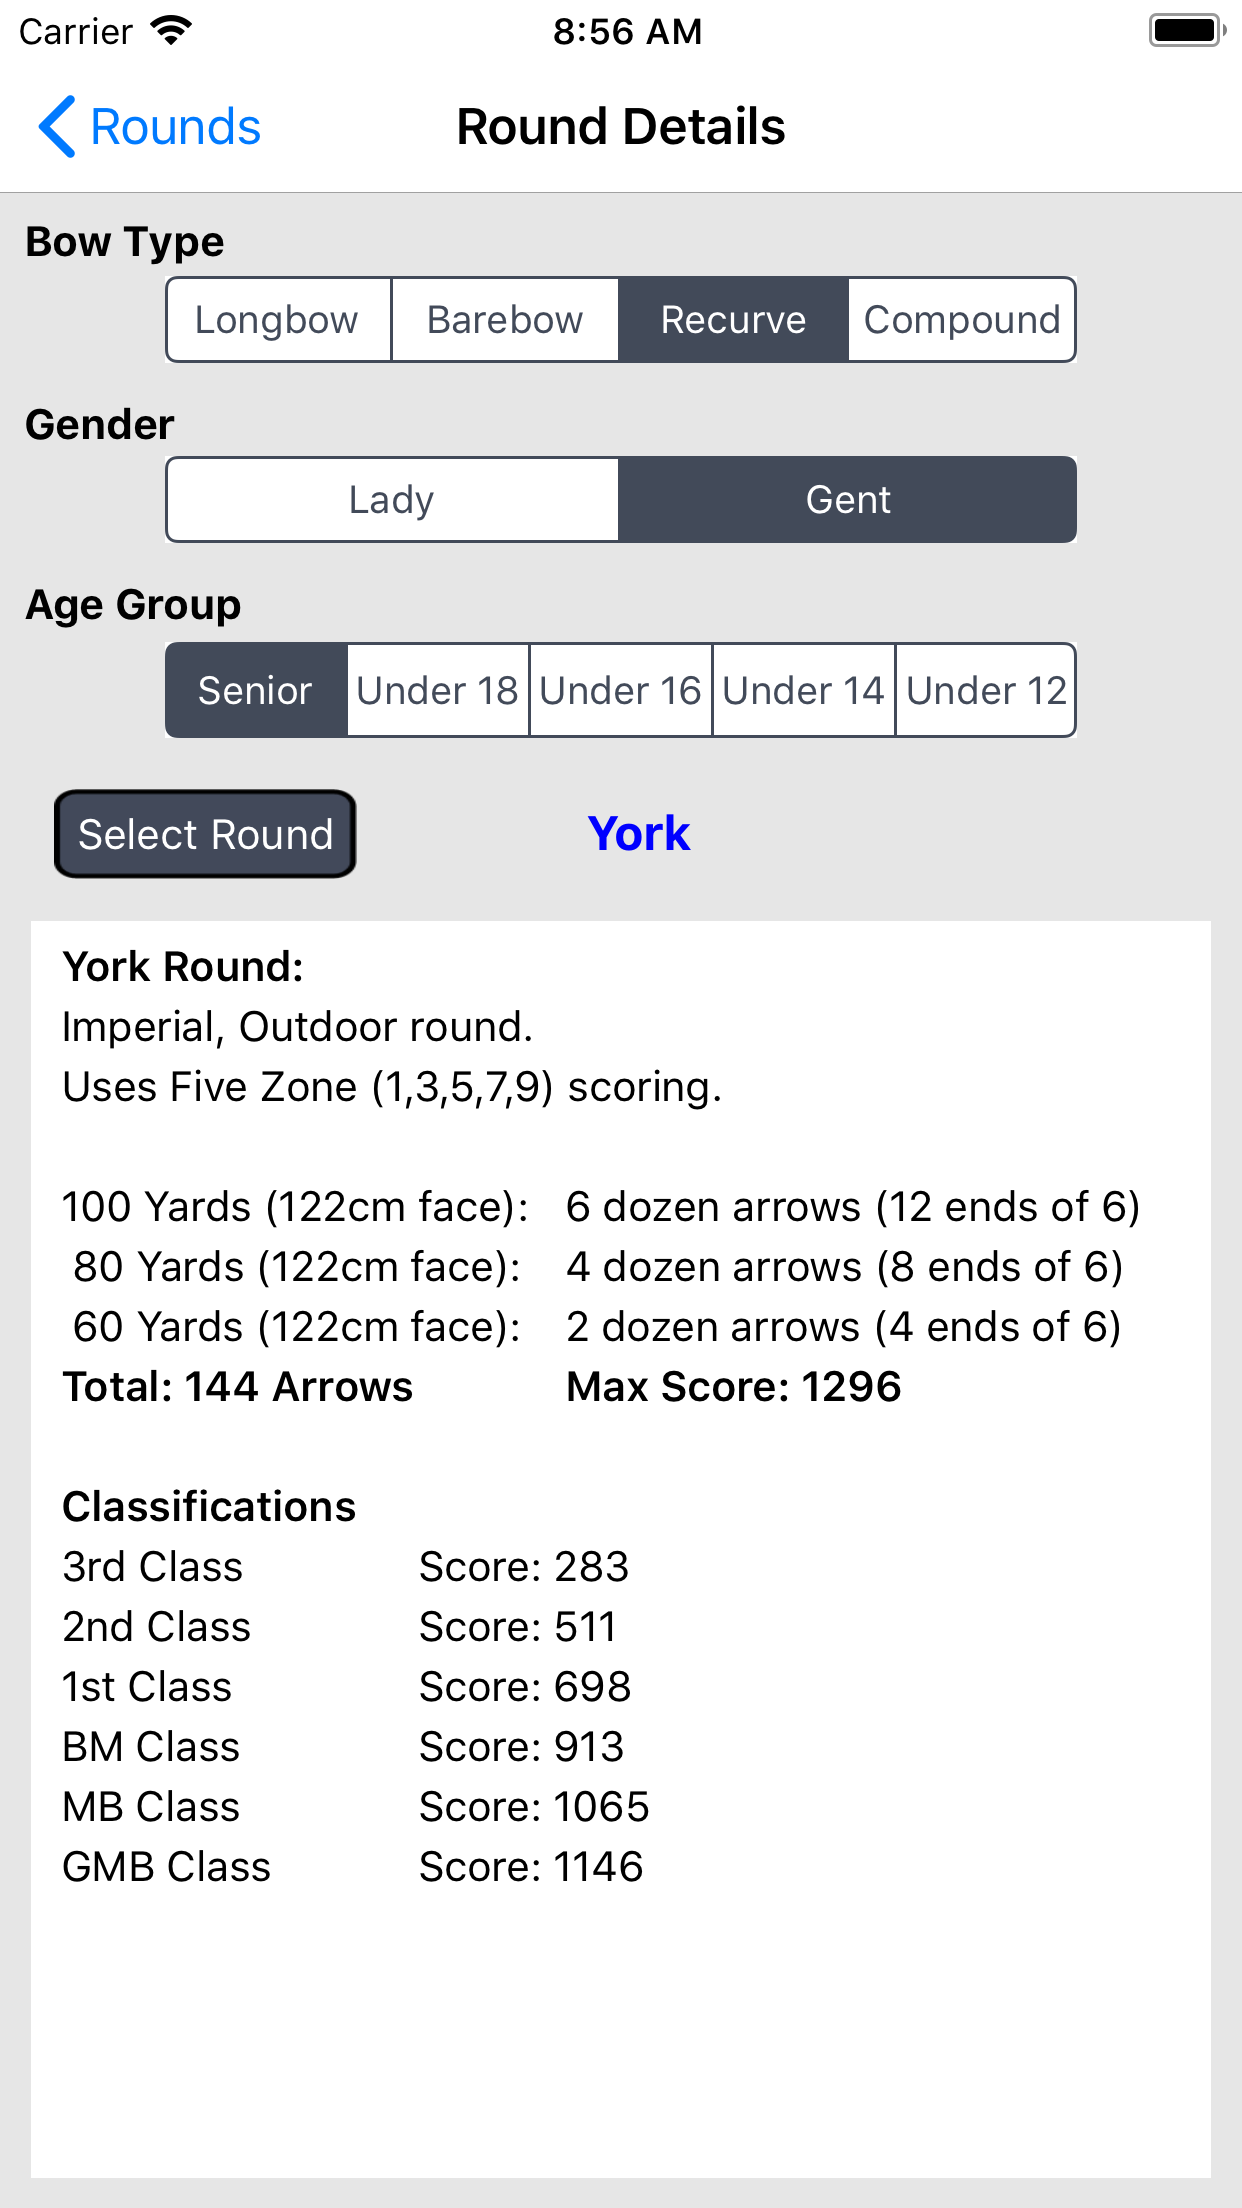 Carrier 8:56 AM
Rounds Round Details
Bow Type
Longbow Barebow Recurve Compound
Gender
Lady Gent
Age Group
Senior Under 18 Under 16 Under 14 Under 12
Select Round York
York Round:
Imperial, Outdoor round.
Uses Five Zone (1,3,5,7,9) scoring.
100 Yards (122cm face): 6 dozen arrows (12 ends of 6)
80 Yards (122cm face): 4 dozen arrows (8 ends of 6)
60 Yards (122cm face): 2 dozen arrows (4 ends of 6)
Total: 144 Arrows Max Score: 1296
Classifications
3rd Class Score: 283
2nd Class Score: 511
1st Class Score: 698
BM Class Score: 913
MB Class Score: 1065
GMB Class Score: 1146